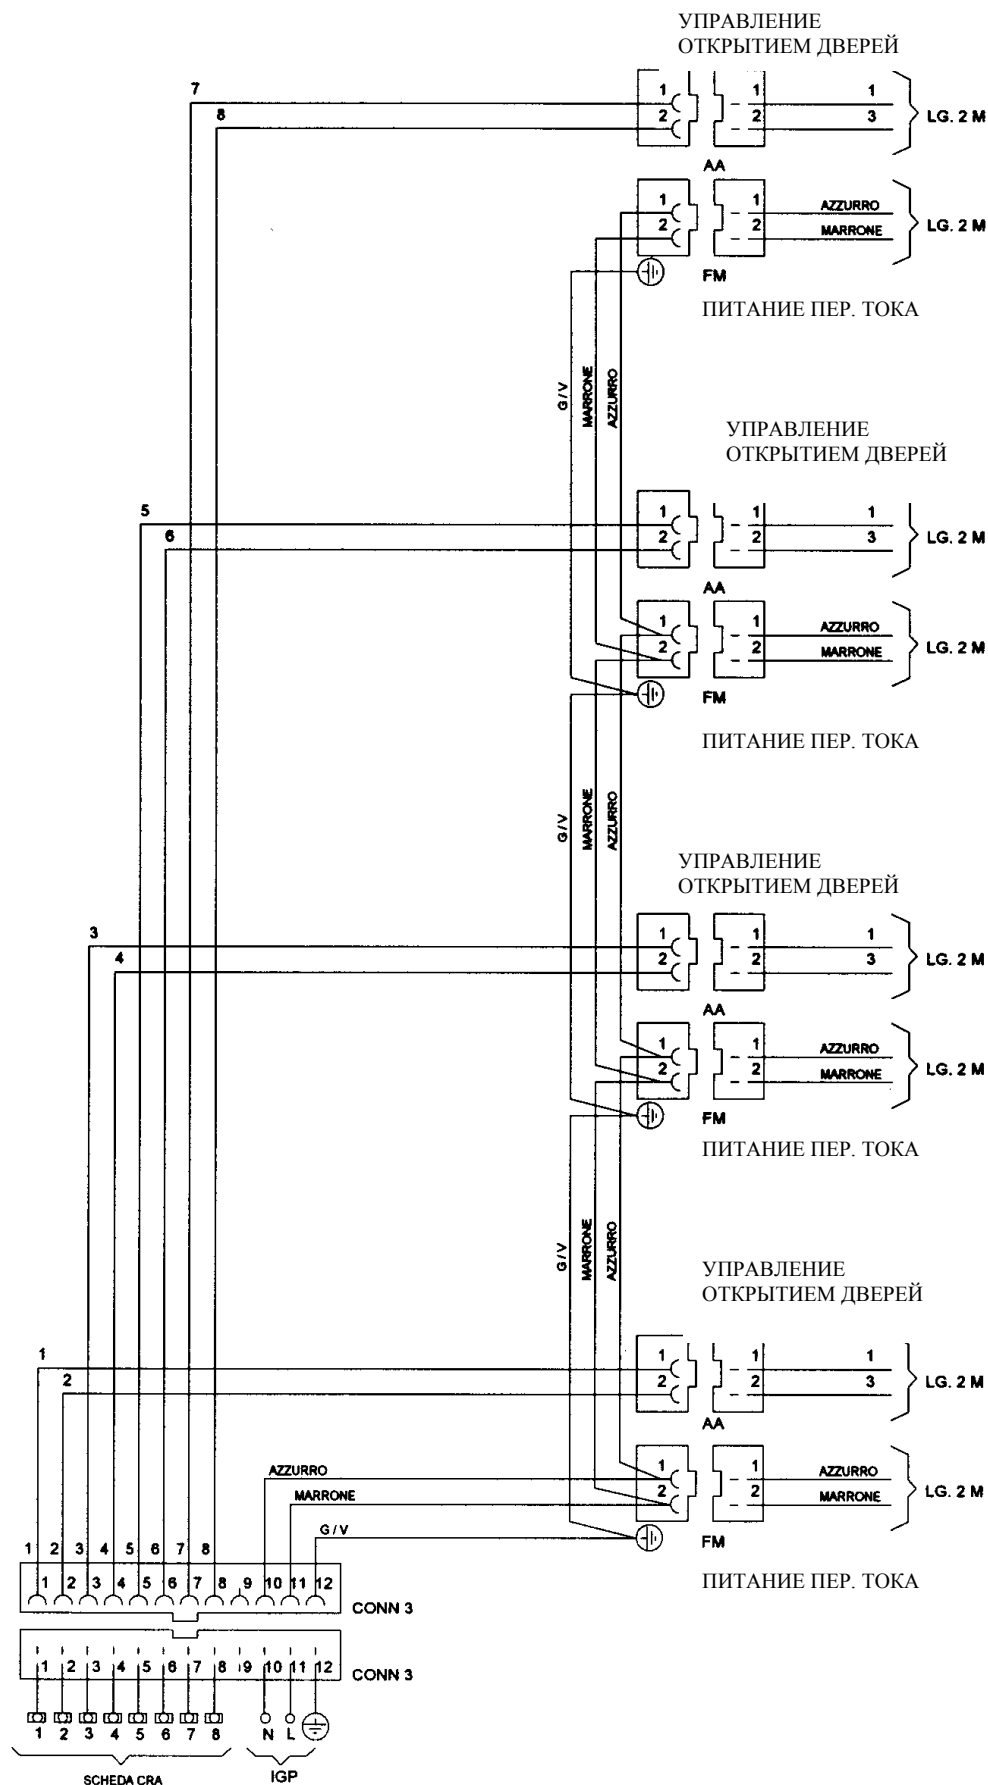 УПРАВЛЕНИЕ
ОТКРЫТИЕМ ДВЕРЕЙ
7
1
1
1
LG. 2 M
8
2
2
3
AA
1
1
AZZURRO
LG. 2 M
2
2
MARRONE
FM
ПИТАНИЕ ПЕР. ТОКА
G / V
MARRONE
AZZURRO
УПРАВЛЕНИЕ
ОТКРЫТИЕМ ДВЕРЕЙ
5
1
1
1
LG. 2 M
6
2
2
3
AA
1
1
AZZURRO
LG. 2 M
2
2
MARRONE
FM
ПИТАНИЕ ПЕР. ТОКА
G / V
MARRONE
AZZURRO
УПРАВЛЕНИЕ
ОТКРЫТИЕМ ДВЕРЕЙ
3
1
1
1
LG. 2 M
4
2
2
3
AA
1
1
AZZURRO
LG. 2 M
2
2
MARRONE
FM
ПИТАНИЕ ПЕР. ТОКА
G / V
MARRONE
AZZURRO
УПРАВЛЕНИЕ
ОТКРЫТИЕМ ДВЕРЕЙ
1
1
1
1
LG. 2 M
2
2
2
3
AA
AZZURRO
1
1
AZZURRO
LG. 2 M
MARRONE
2
2
MARRONE
G / V
FM
ПИТАНИЕ ПЕР. ТОКА
1 2 3 4 5 6 7 8
1 2 3 4 5 6 7 8 9 10 11 12
CONN 3
1 2 3 4 5 6 7 8 9 10 11 12
CONN 3
1 2 3 4 5 6 7 8 N L
SCHEDA CRA
IGP